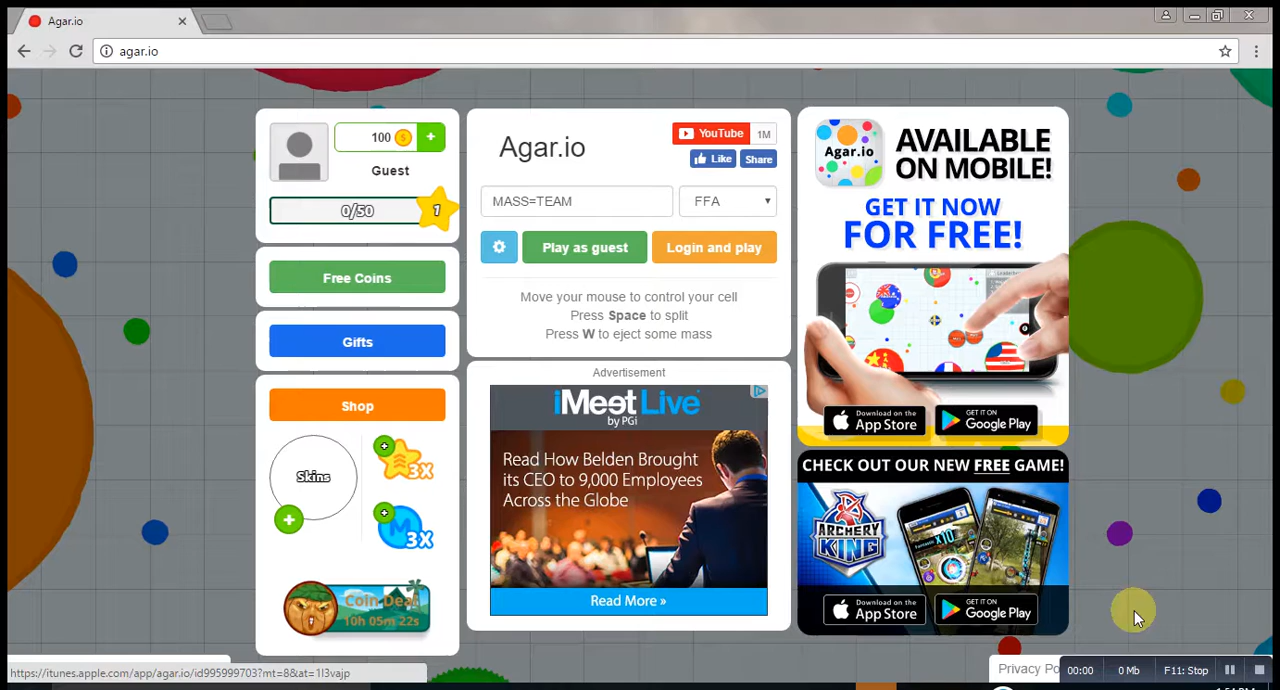 Agar.io
agar.io
100
Guest
0/50
1
Free Coins
Gifts
Shop
Skins
3X
M
3X
Coin Deal
10h 05m 22s
Agar.io
YouTube 1M
Like Share
MASS=TEAM FFA
Play as guest Login and play
Move your mouse to control your cell
Press Space to split
Press W to eject some mass
Advertisement
iMeet Live
by PGi
Read How Belden Brought
its CEO to 9,000 Employees
Across the Globe
Read More »
Agar.io
AVAILABLE
ON MOBILE!
GET IT NOW
FOR FREE!
Download on the
App Store
GET IT ON
Google Play
CHECK OUT OUR NEW FREE GAME!
ARCHERY
KING
X10
Download on the
App Store
GET IT ON
Google Play
https://itunes.apple.com/app/agar.io/id995999703?mt=8&at=1l3vajp
Privacy Po
00:00 0 Mb F11: Stop